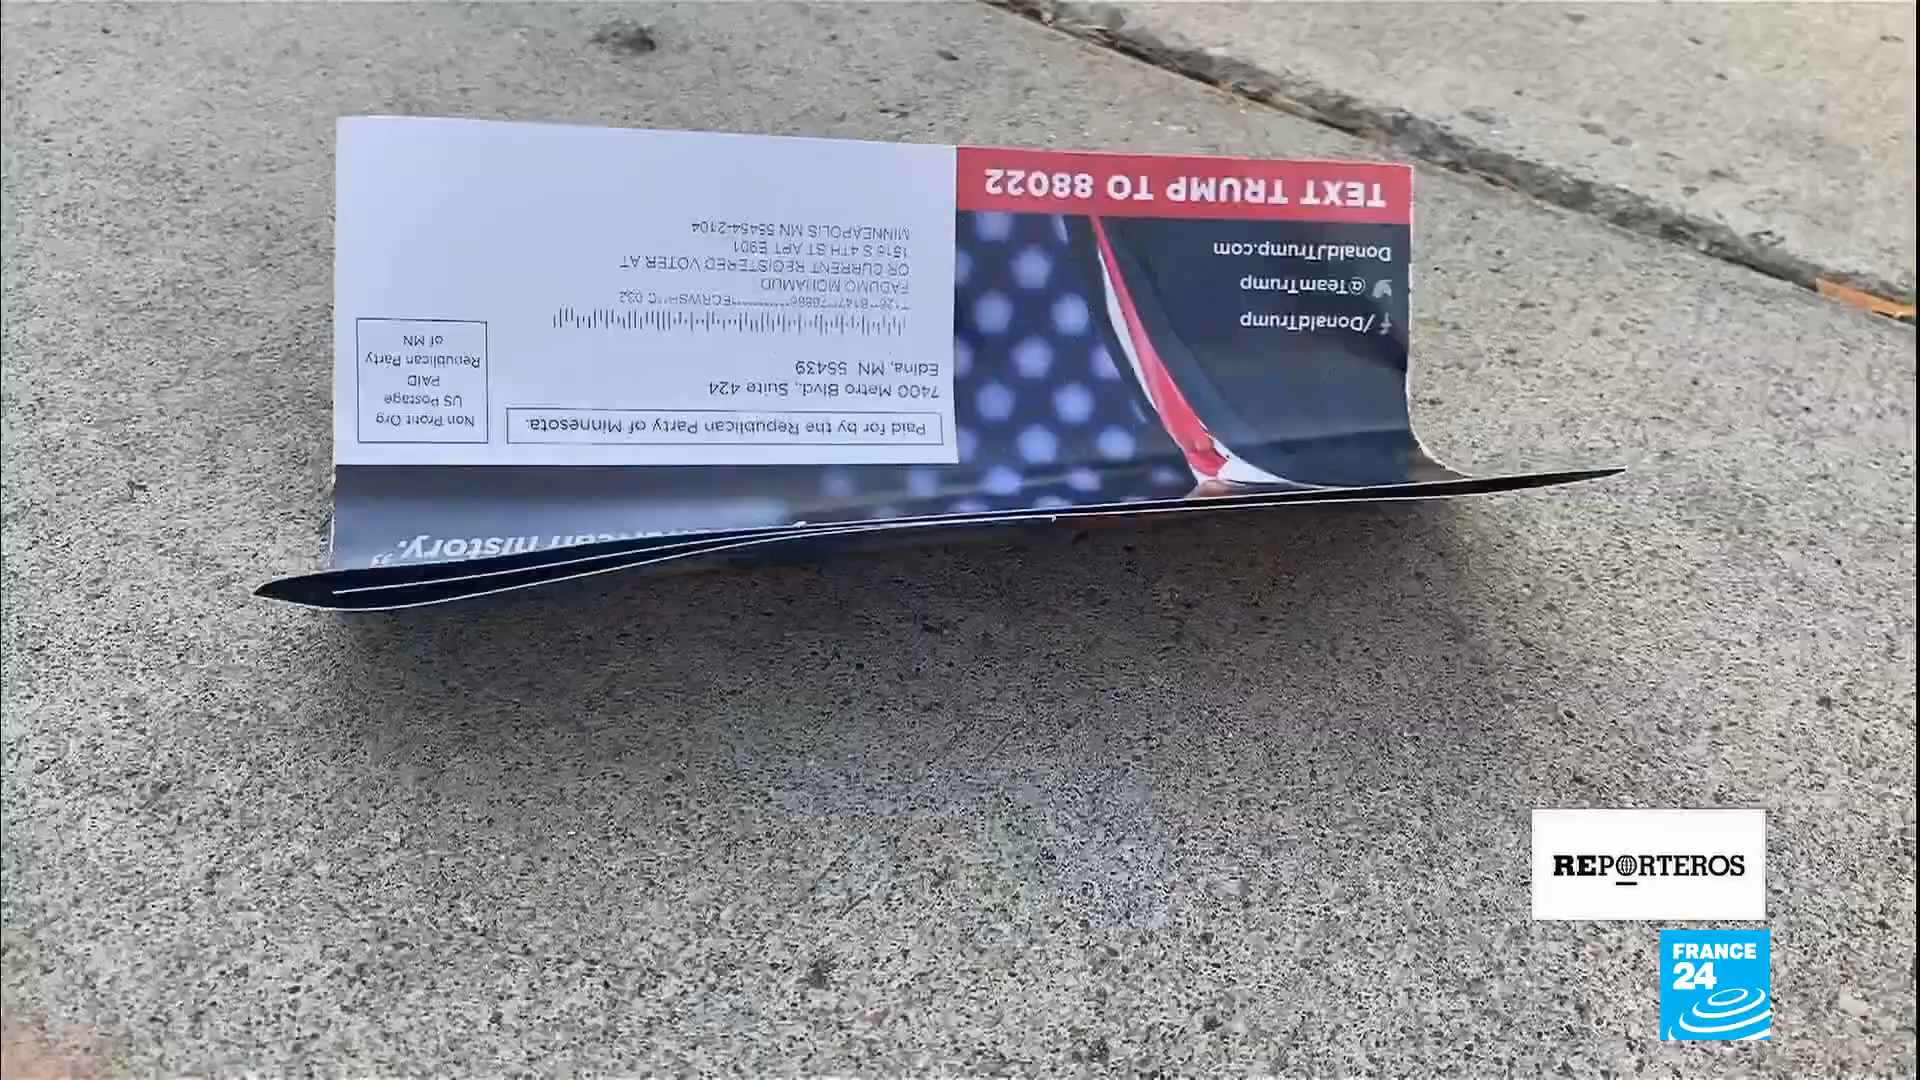 TEXT TRUMP TO 88022
DonaldJTrump.com
@TeamTrump
f/DonaldTrump
MINNEAPOLIS MN 55454-2104
1515 S 4TH ST APT E901
OR CURRENT REGISTERED VOTER AT
FADUMO MOHAMUD
Edina, MN 55439
7400 Metro Blvd., Suite 424
Paid for by the Republican Party of Minnesota.
Non Profit Org
US Postage
PAID
Republican Party
of MN
history.”
REPORTEROS
FRANCE
24